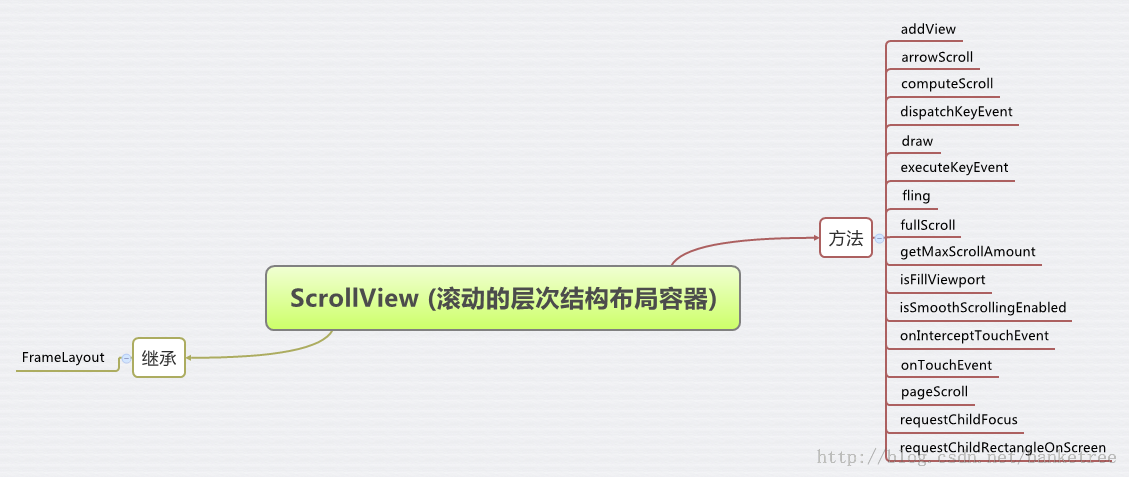 addView
arrowScroll
computeScroll
dispatchKeyEvent
draw
executeKeyEvent
fling
fullScroll
getMaxScrollAmount
isFillViewport
isSmoothScrollingEnabled
onInterceptTouchEvent
onTouchEvent
pageScroll
requestChildFocus
requestChildRectangleOnScreen
方法
ScrollView (滚动的层次结构布局容器)
继承
FrameLayout
http://blog.csdn.net/banketree